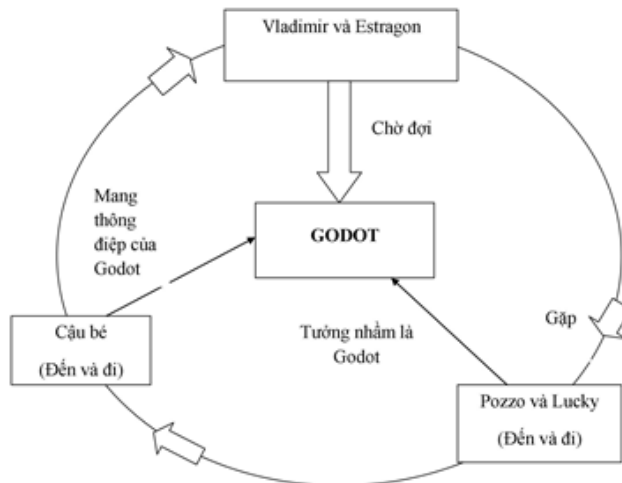 Vladimir và Estragon
Chờ đợi
Mang
thông
điệp của
Godot
GODOT
Gặp
Cậu bé
(Đến và đi)
Tưởng nhầm là
Godot
Pozzo và Lucky
(Đến và đi)